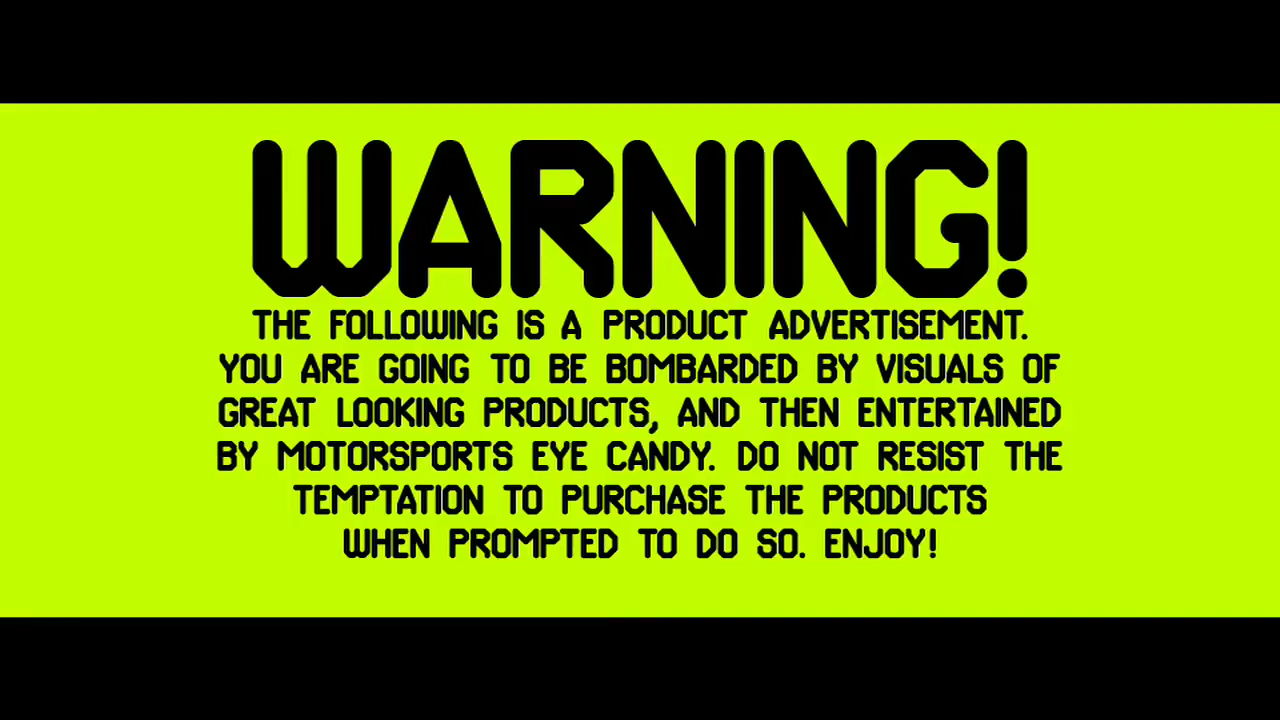 WARNING!
THE FOLLOWING IS A PRODUCT ADVERTISEMENT.
YOU ARE GOING TO BE BOMBARDED BY VISUALS OF
GREAT LOOKING PRODUCTS, AND THEN ENTERTAINED
BY MOTORSPORTS EYE CANDY. DO NOT RESIST THE
TEMPTATION TO PURCHASE THE PRODUCTS
WHEN PROMPTED TO DO SO. ENJOY!